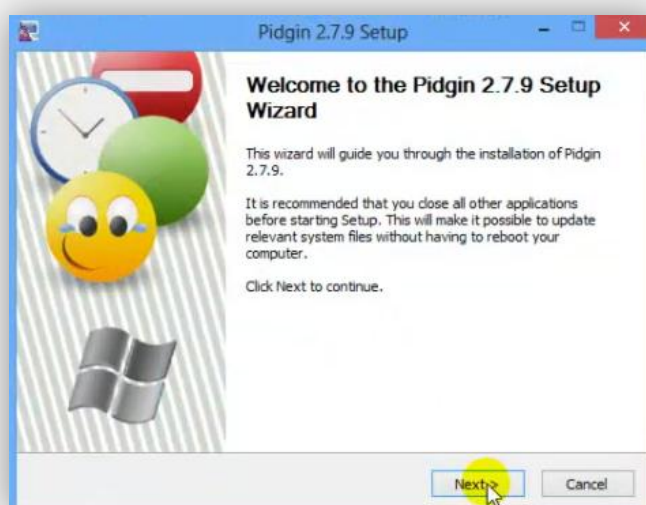 Pidgin 2.7.9 Setup
Welcome to the Pidgin 2.7.9 Setup
Wizard
This wizard will guide you through the installation of Pidgin
2.7.9.
It is recommended that you close all other applications
before starting Setup. This will make it possible to update
relevant system files without having to reboot your
computer.
Click Next to continue.
Next >
Cancel